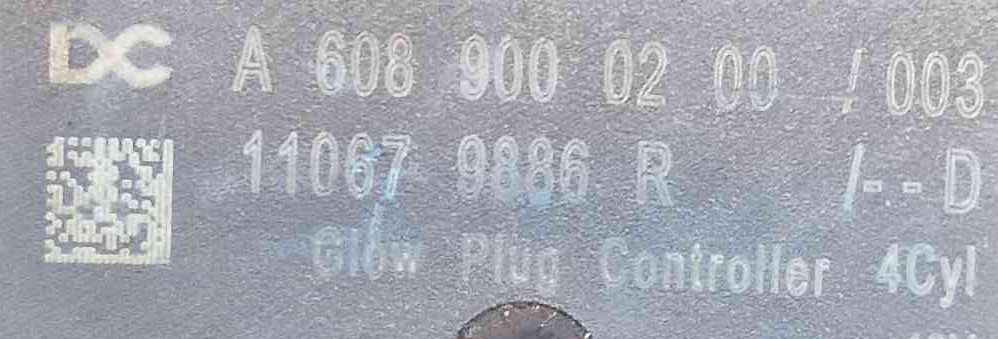 DC A 608 900 02 00 / 003
11067 9886 R /--D
Glow Plug Controller 4Cyl